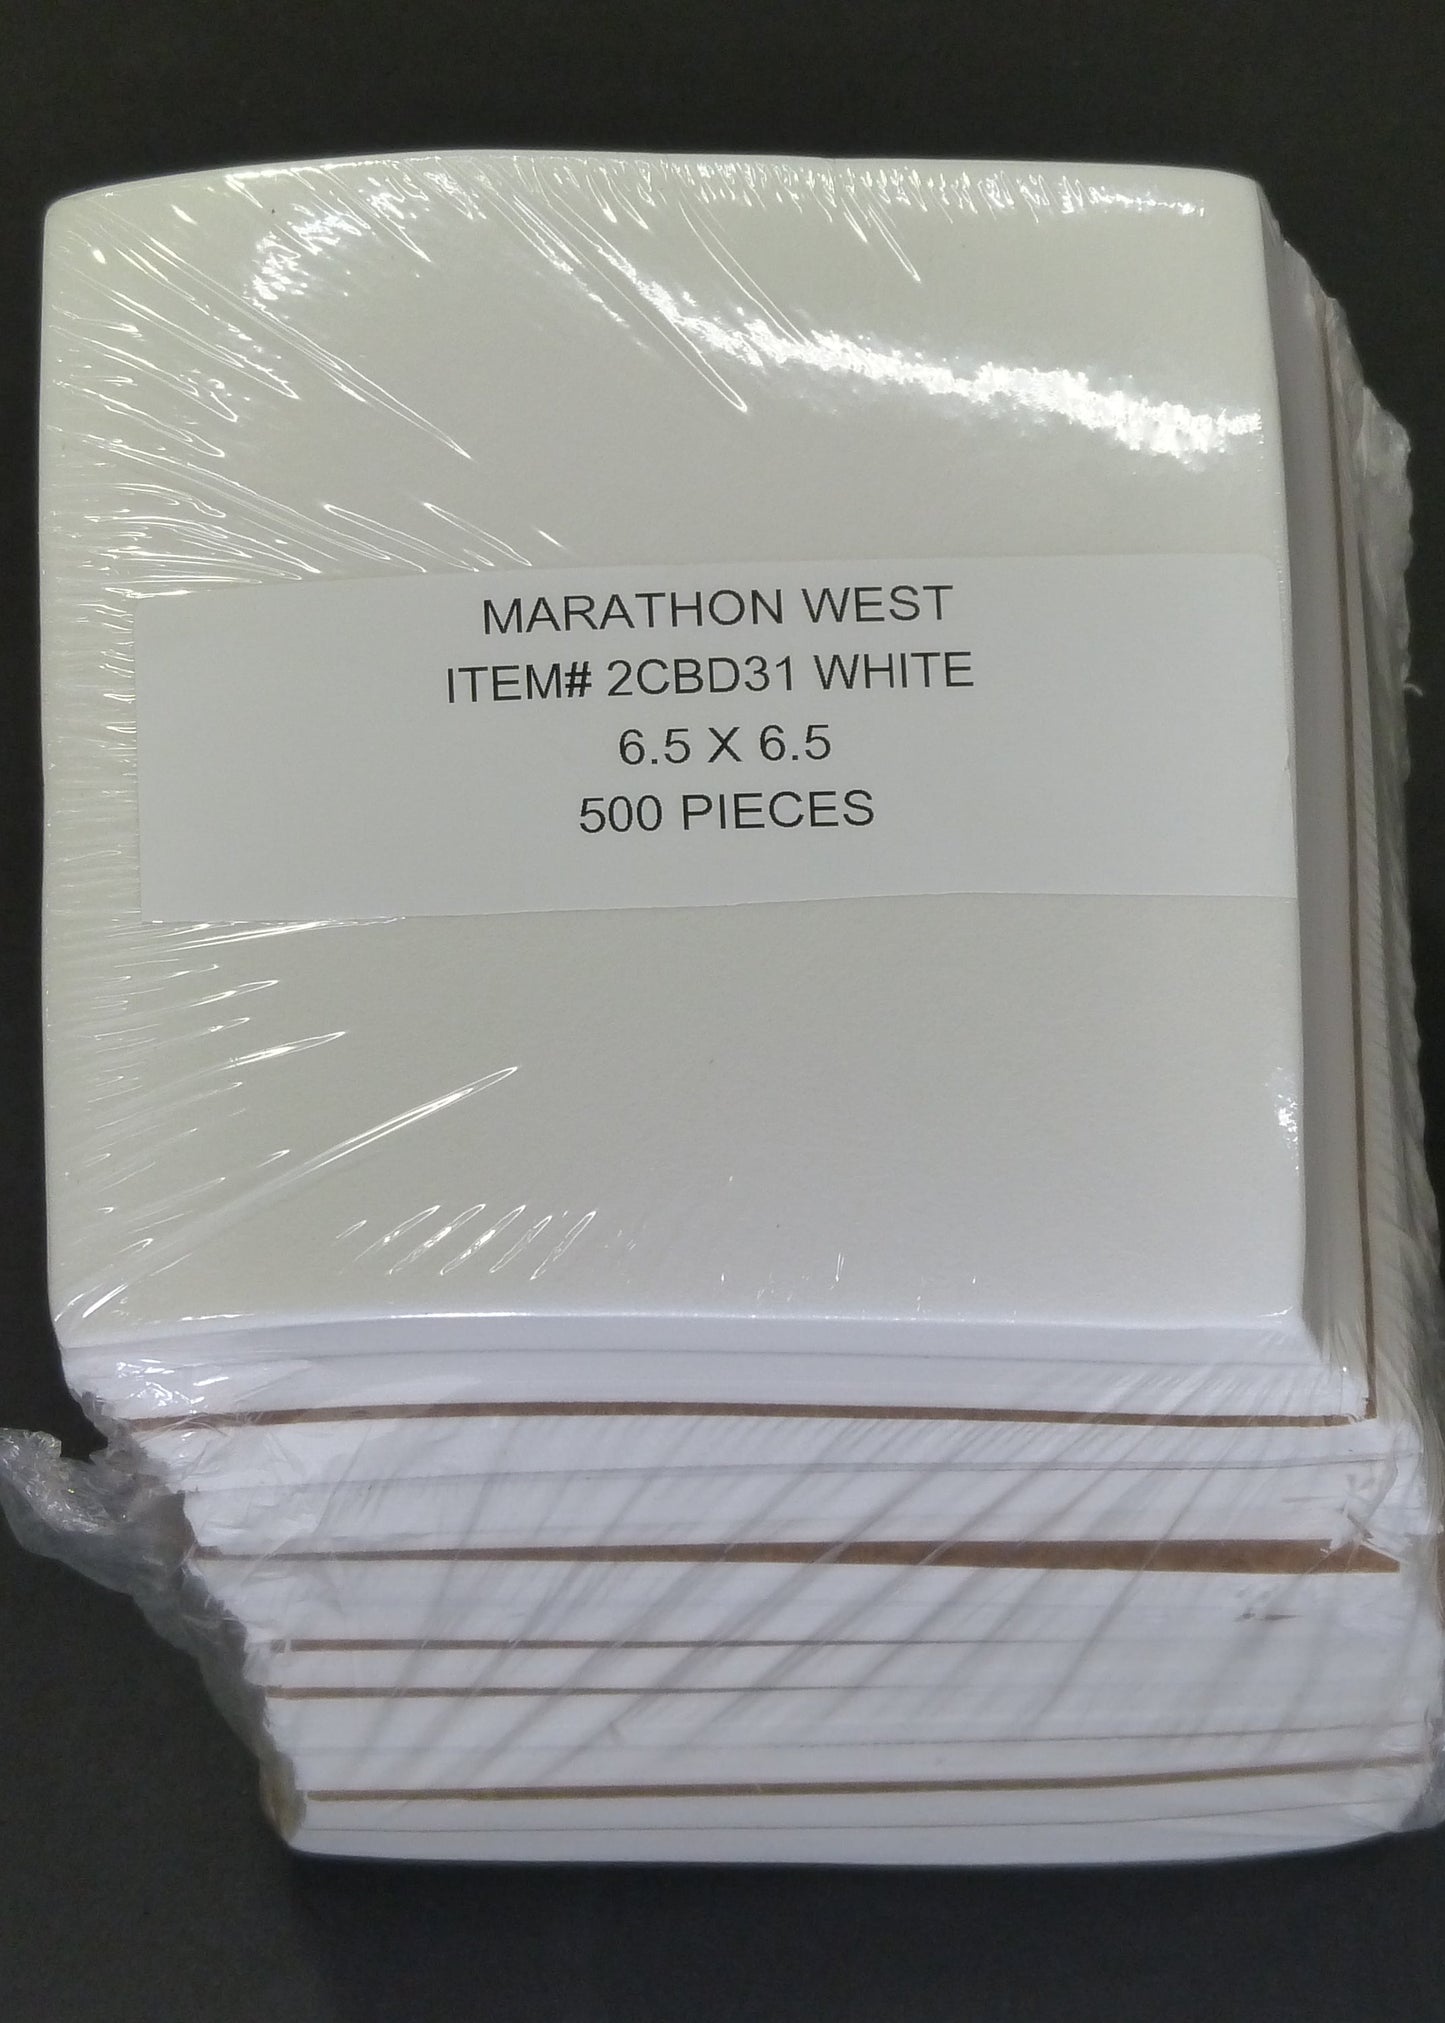 MARATHON WEST
ITEM# 2CBD31 WHITE
6.5 X 6.5
500 PIECES